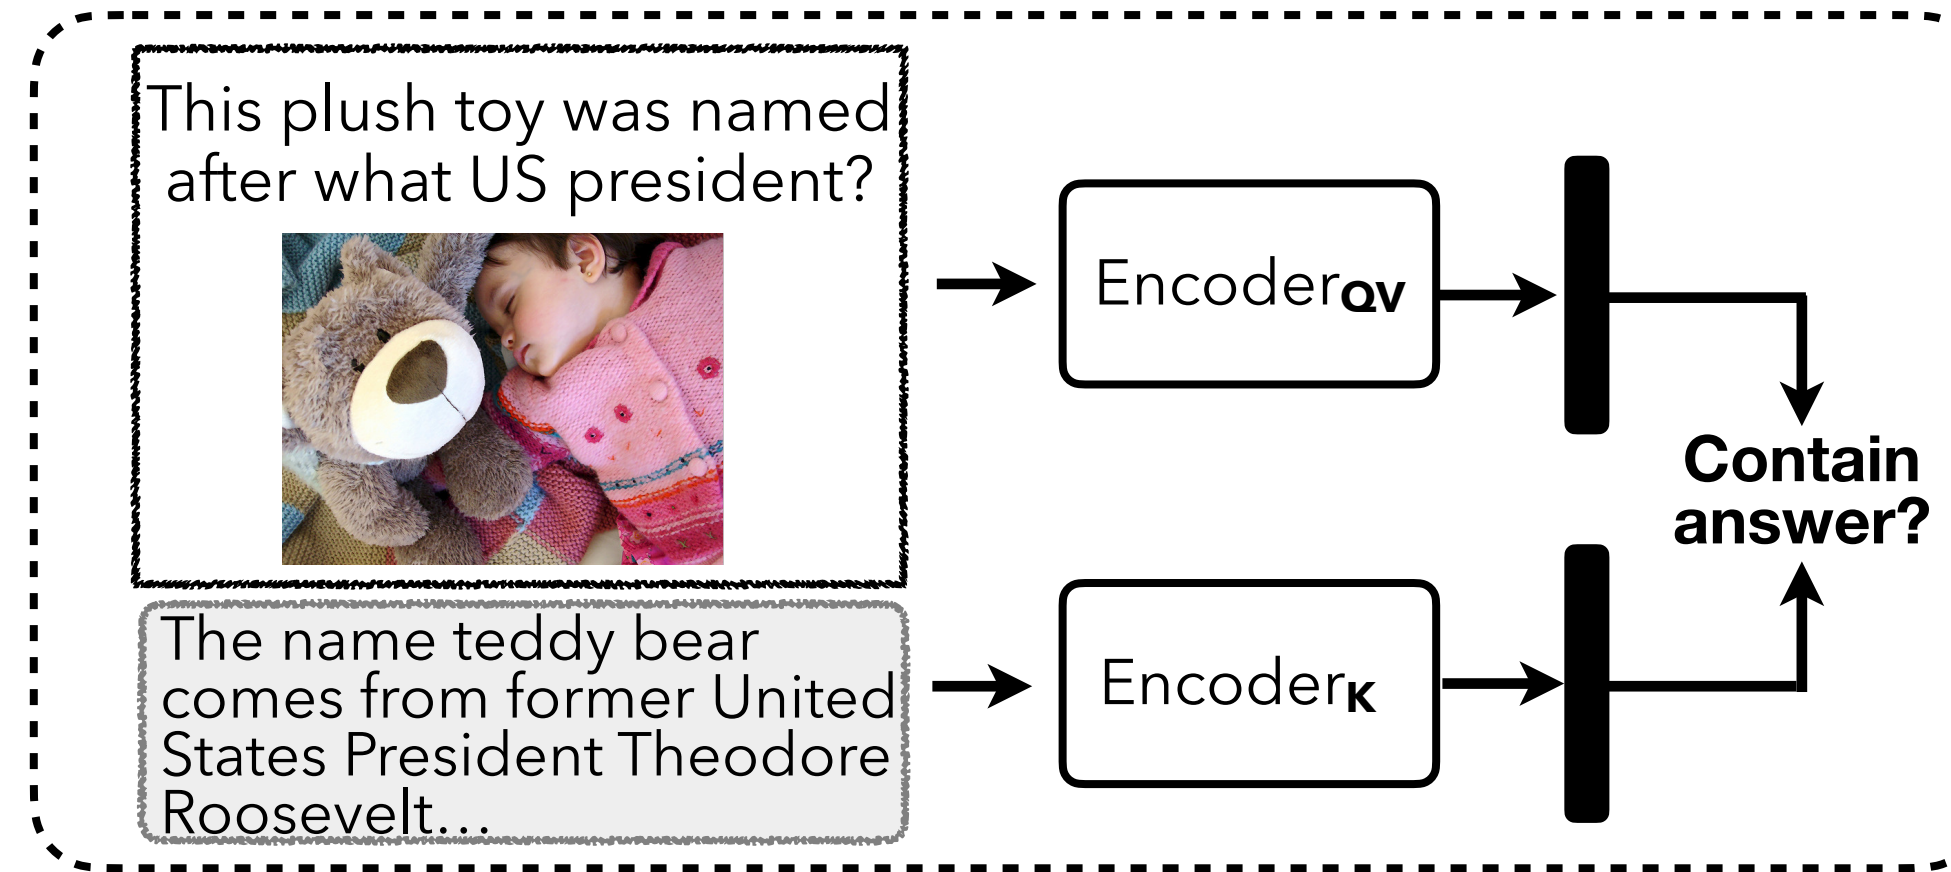 This plush toy was named
after what US president?
EncoderQV
Contain
answer?
The name teddy bear
comes from former United
States President Theodore
Roosevelt…
EncoderK